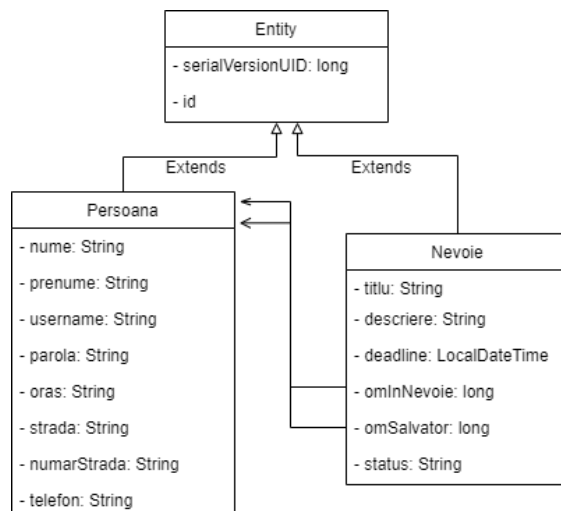 Entity
- serialVersionUID: long
- id
Extends
Extends
Persoana
- nume: String
- prenume: String
- username: String
- parola: String
- oras: String
- strada: String
- numarStrada: String
- telefon: String
Nevoie
- titlu: String
- descriere: String
- deadline: LocalDateTime
- omInNevoie: long
- omSalvator: long
- status: String